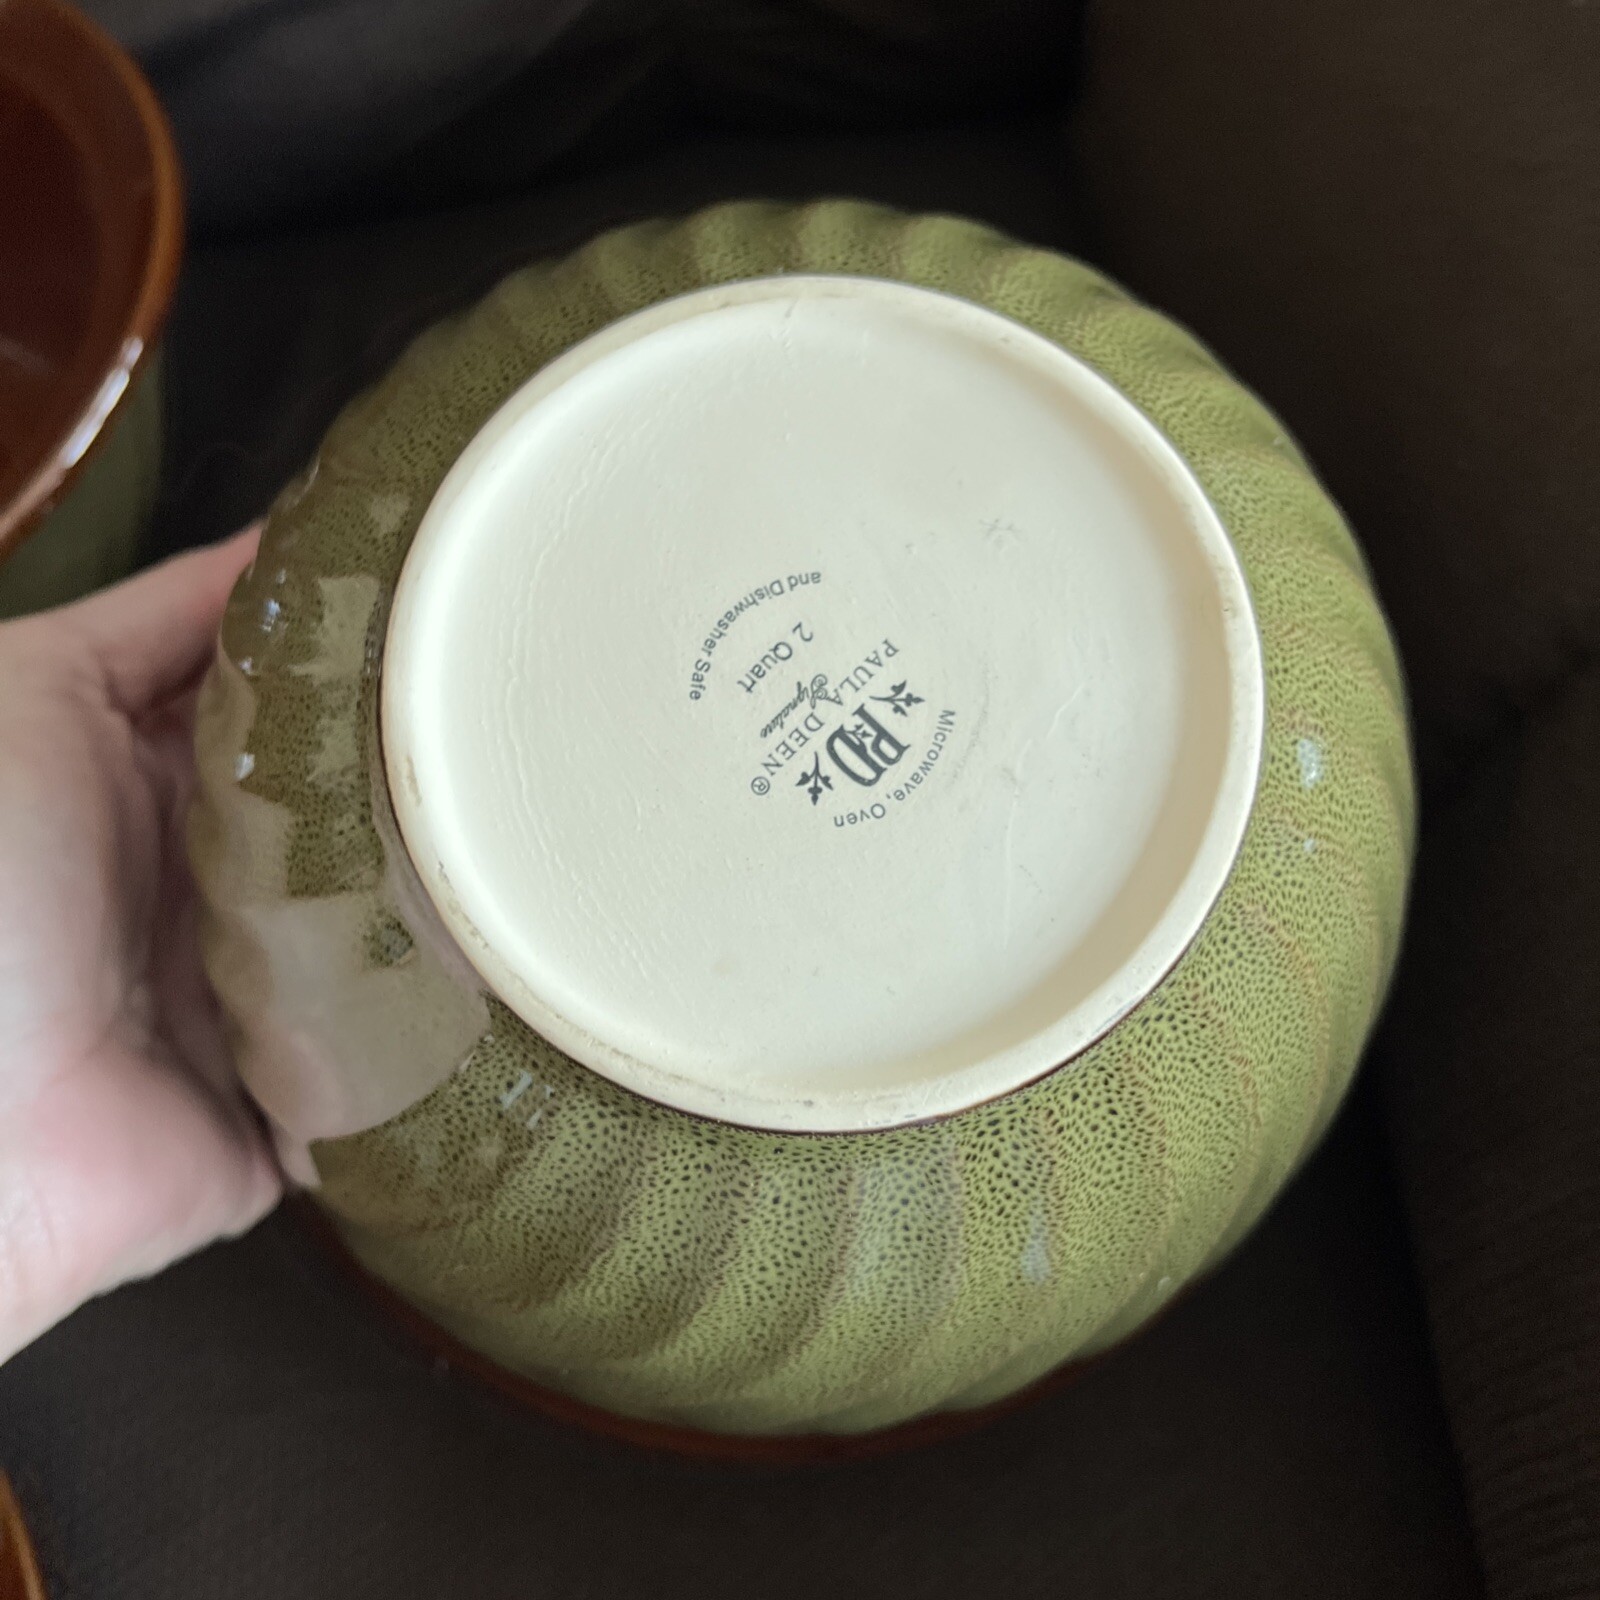 Microwave, Oven
PD
PAULA DEEN®
Signature
2 Quart
and Dishwasher Safe